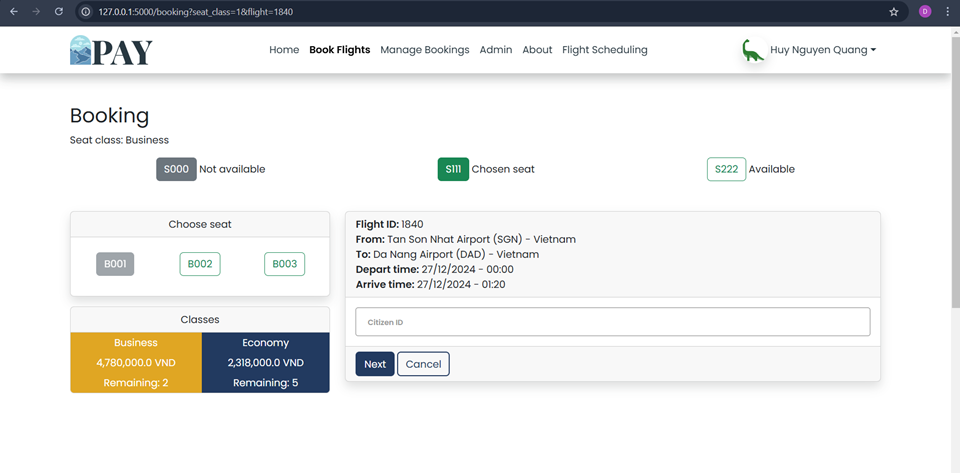 127.0.0.1:5000/booking?seat_class=1&flight=1840
D
PAY
Home Book Flights Manage Bookings Admin About Flight Scheduling
Huy Nguyen Quang
Booking
Seat class: Business
S000 Not available
S111 Chosen seat
S222 Available
Choose seat
B001 B002 B003
Classes
Business
4,780,000.0 VND
Remaining: 2
Economy
2,318,000.0 VND
Remaining: 5
Flight ID: 1840
From: Tan Son Nhat Airport (SGN) - Vietnam
To: Da Nang Airport (DAD) - Vietnam
Depart time: 27/12/2024 - 00:00
Arrive time: 27/12/2024 - 01:20
Citizen ID
Next Cancel